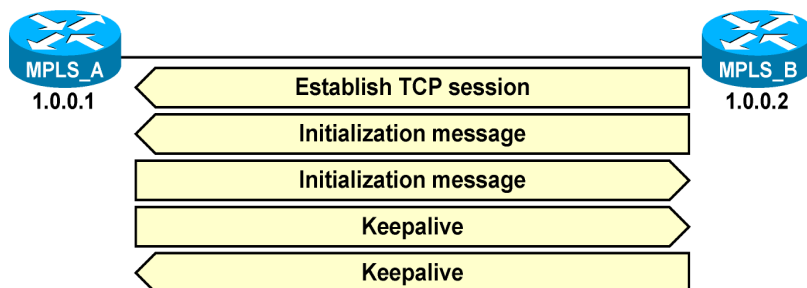 MPLS_A
MPLS_B
1.0.0.1
1.0.0.2
Establish TCP session
Initialization message
Initialization message
Keepalive
Keepalive